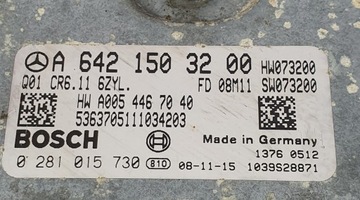 A 642 150 32 00 HW073200
Q01 CR6.11 6ZYL. FD 08M11 SW073200
HW A005 446 70 40
5363705111034203
BOSCH Made in Germany
1376 0512
0 281 015 730 810 08-11-15 1039S28871